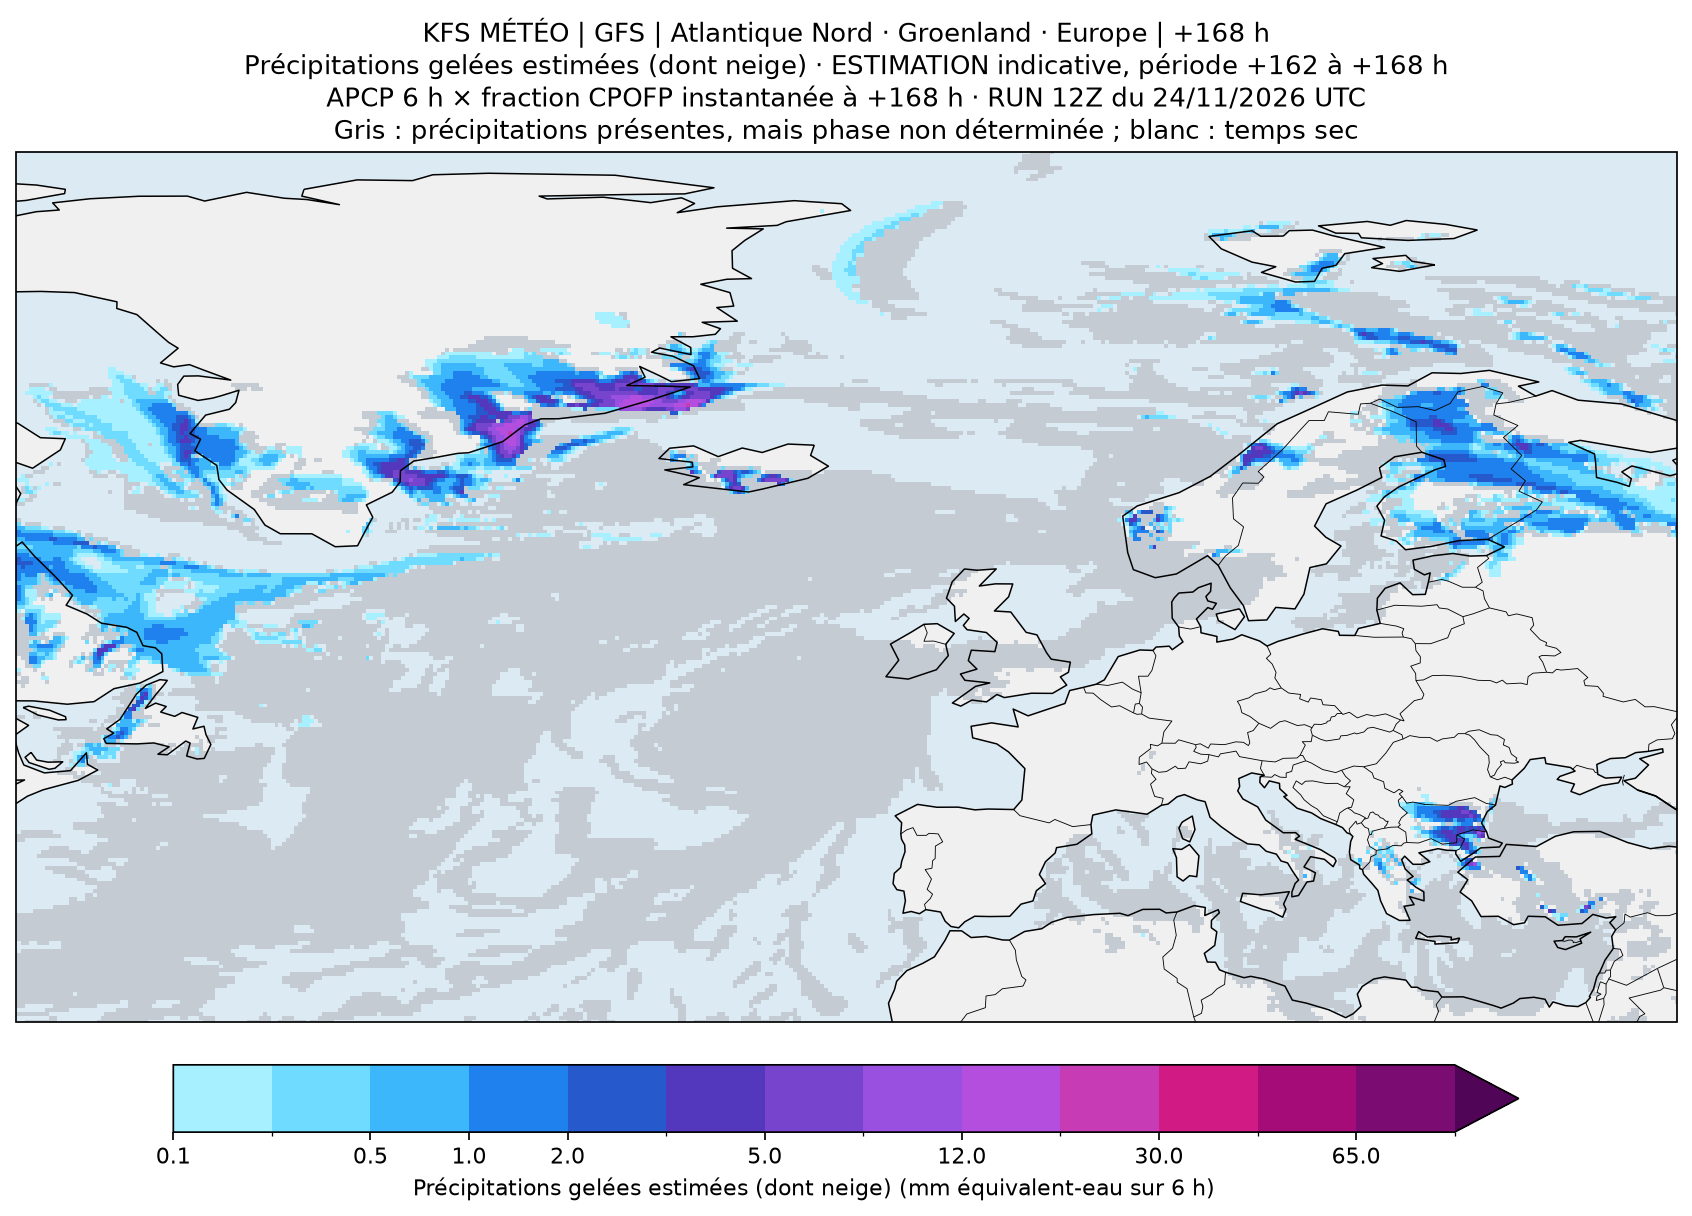 KFS MÉTÉO | GFS | Atlantique Nord · Groenland · Europe | +168 h
Précipitations gelées estimées (dont neige) · ESTIMATION indicative, période +162 à +168 h
APCP 6 h × fraction CPOFP instantanée à +168 h · RUN 12Z du 24/11/2026 UTC
Gris : précipitations présentes, mais phase non déterminée ; blanc : temps sec
0.1 0.5 1.0 2.0 5.0 12.0 30.0 65.0
Précipitations gelées estimées (dont neige) (mm équivalent-eau sur 6 h)